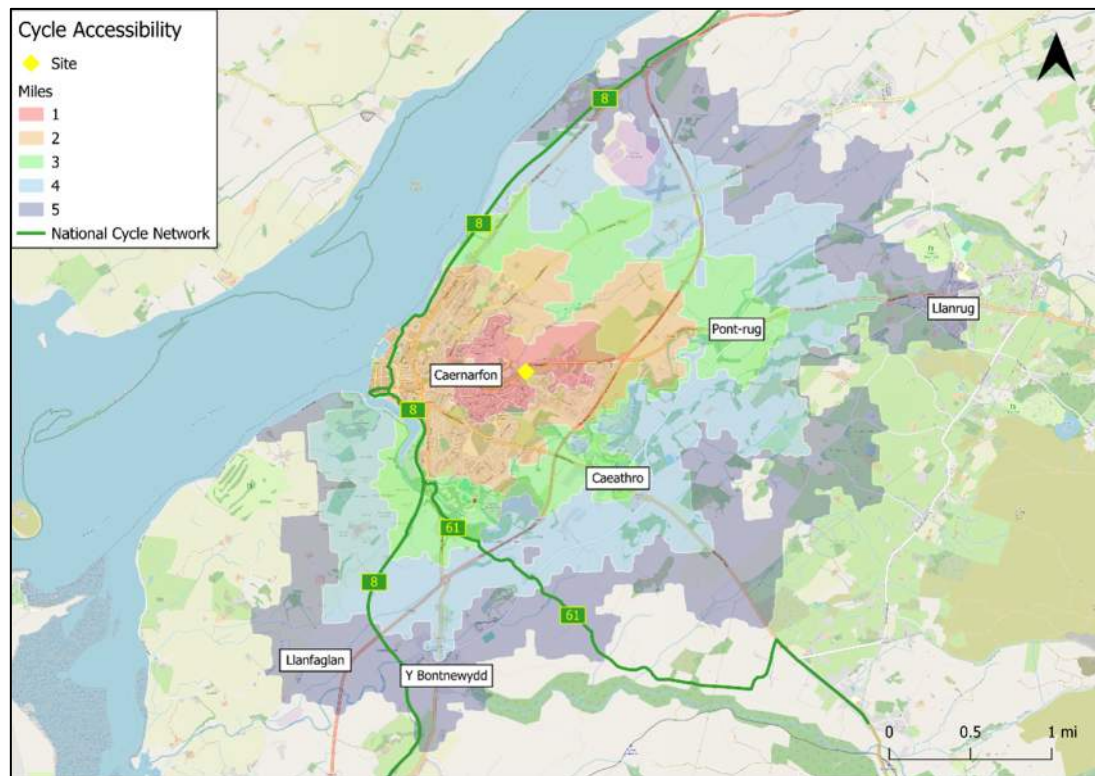 Cycle Accessibility
Site
Miles
1
2
3
4
5
National Cycle Network
8
8
Llanrug
Pont-rug
Caernarfon
8
Caeathro
61
8
61
Llanfaglan
Y Bontnewydd
0 0.5 1 mi